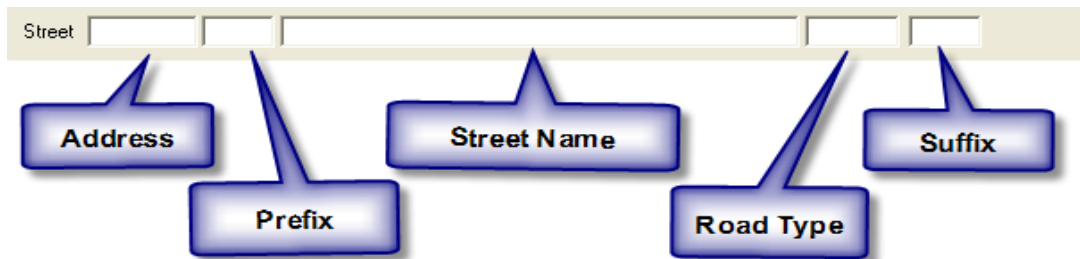 Street
Address
Street Name
Suffix
Prefix
Road Type